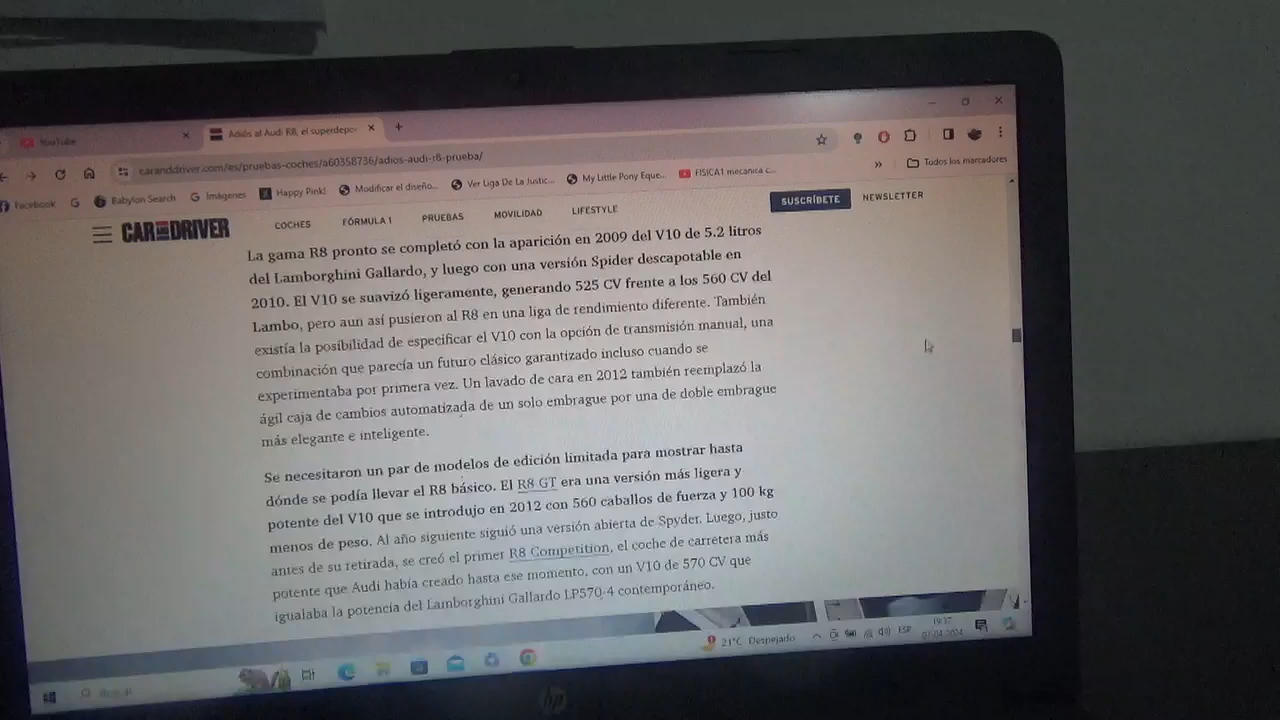 YouTube
Adiós al Audi R8, el superdepor
caranddriver.com/es/pruebas-coches/a60358736/adios-audi-r8-prueba/
Facebook
G
Babylon Search
Imágenes
Happy Pink!
Modificar el diseño...
Ver Liga De La Justic...
My Little Pony Eque...
FISICA1 mecanica c...
Todos los marcadores
CAR AND DRIVER
COCHES
FÓRMULA 1
PRUEBAS
MOVILIDAD
LIFESTYLE
SUSCRÍBETE
NEWSLETTER
La gama R8 pronto se completó con la aparición en 2009 del V10 de 5.2 litros
del Lamborghini Gallardo, y luego con una versión Spider descapotable en
2010. El V10 se suavizó ligeramente, generando 525 CV frente a los 560 CV del
Lambo, pero aun así pusieron al R8 en una liga de rendimiento diferente. También
existía la posibilidad de especificar el V10 con la opción de transmisión manual, una
combinación que parecía un futuro clásico garantizado incluso cuando se
experimentaba por primera vez. Un lavado de cara en 2012 también reemplazó la
ágil caja de cambios automatizada de un solo embrague por una de doble embrague
más elegante e inteligente.
Se necesitaron un par de modelos de edición limitada para mostrar hasta
dónde se podía llevar el R8 básico. El R8 GT era una versión más ligera y
potente del V10 que se introdujo en 2012 con 560 caballos de fuerza y 100 kg
menos de peso. Al año siguiente siguió una versión abierta de Spyder. Luego, justo
antes de su retirada, se creó el primer R8 Competition, el coche de carretera más
potente que Audi había creado hasta ese momento, con un V10 de 570 CV que
igualaba la potencia del Lamborghini Gallardo LP570-4 contemporáneo.
21°C Despejado
ESP
19:37
hp